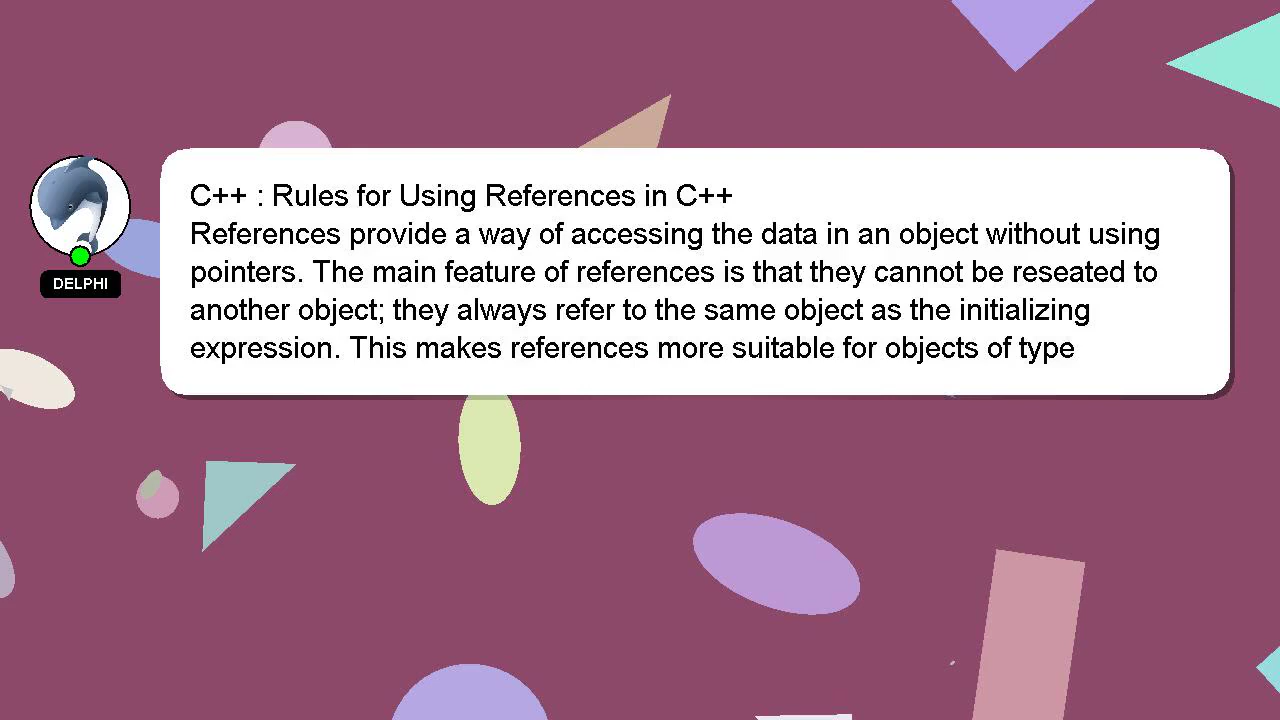 C++ : Rules for Using References in C++
References provide a way of accessing the data in an object without using
pointers. The main feature of references is that they cannot be reseated to
another object; they always refer to the same object as the initializing
expression. This makes references more suitable for objects of type
DELPHI